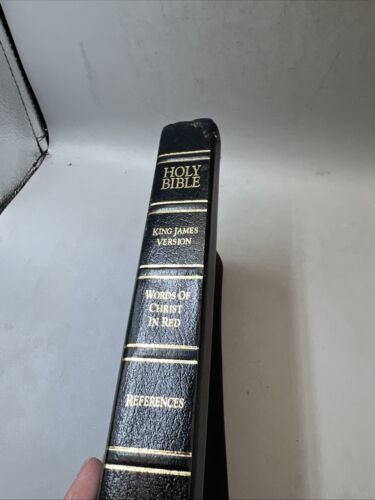 HOLY
BIBLE
KING JAMES
VERSION
WORDS OF
CHRIST
IN RED
REFERENCES